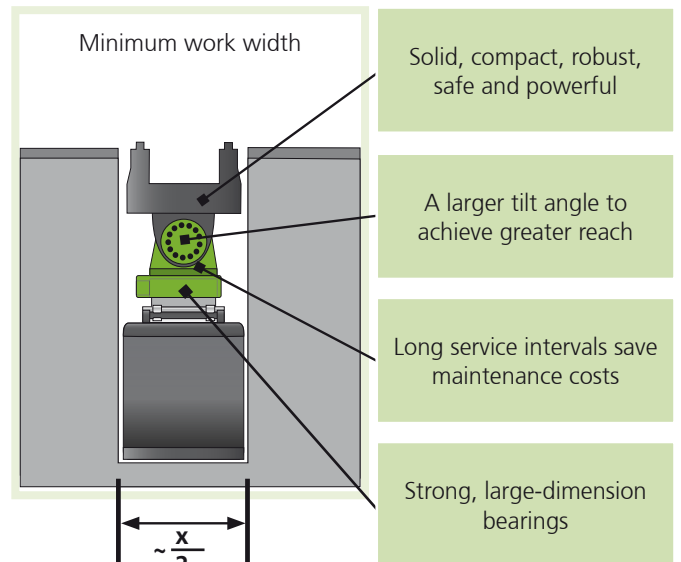 Minimum work width
Solid, compact, robust,
safe and powerful
A larger tilt angle to
achieve greater reach
Long service intervals save
maintenance costs
Strong, large-dimension
bearings
~ x